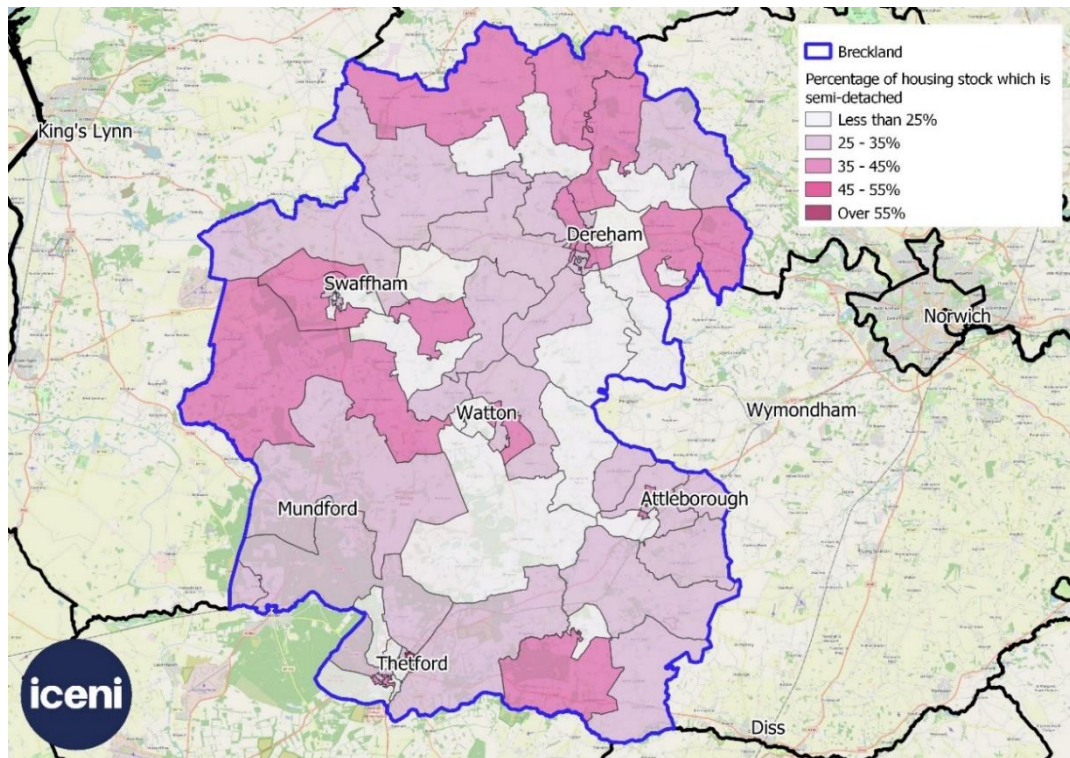 Breckland
Percentage of housing stock which is
semi-detached
Less than 25%
25 - 35%
35 - 45%
45 - 55%
Over 55%
King's Lynn
Dereham
Swaffham
Norwich
Watton
Wymondham
Mundford
Attleborough
Thetford
iceni
Diss